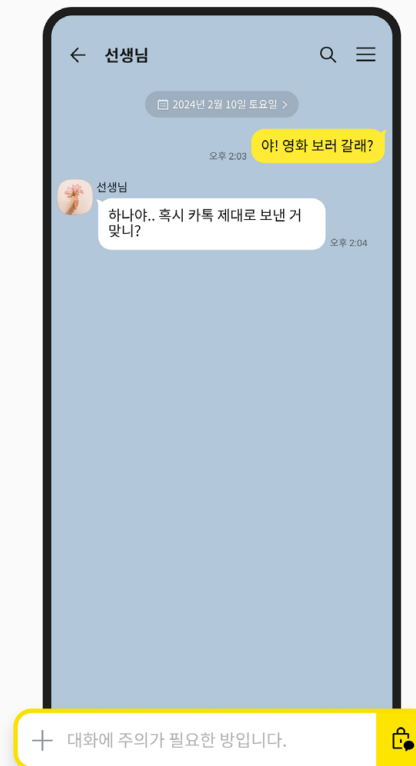 선생님
2024년 2월 10일 토요일 >
야! 영화 보러 갈래?
오후 2:03
선생님
하나야.. 혹시 카톡 제대로 보낸 거
맞니?
오후 2:04
대화에 주의가 필요한 방입니다.